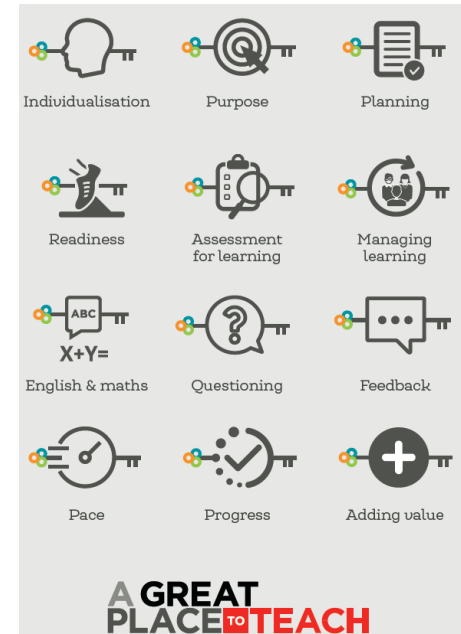 Individualisation
Purpose
Planning
Readiness
Assessment
for learning
Managing
learning
ABC
X+Y=
English & maths
?
Questioning
Feedback
Pace
Progress
Adding value
A GREAT
PLACE TO TEACH